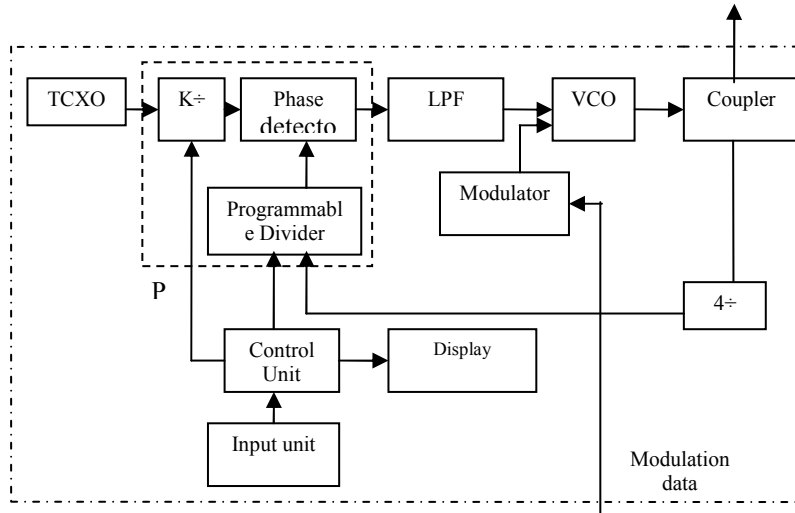 TCXO
K÷
Phase
detecto
LPF
VCO
Coupler
Modulator
Programmabl
e Divider
P
4÷
Control
Unit
Display
Input unit
Modulation
data